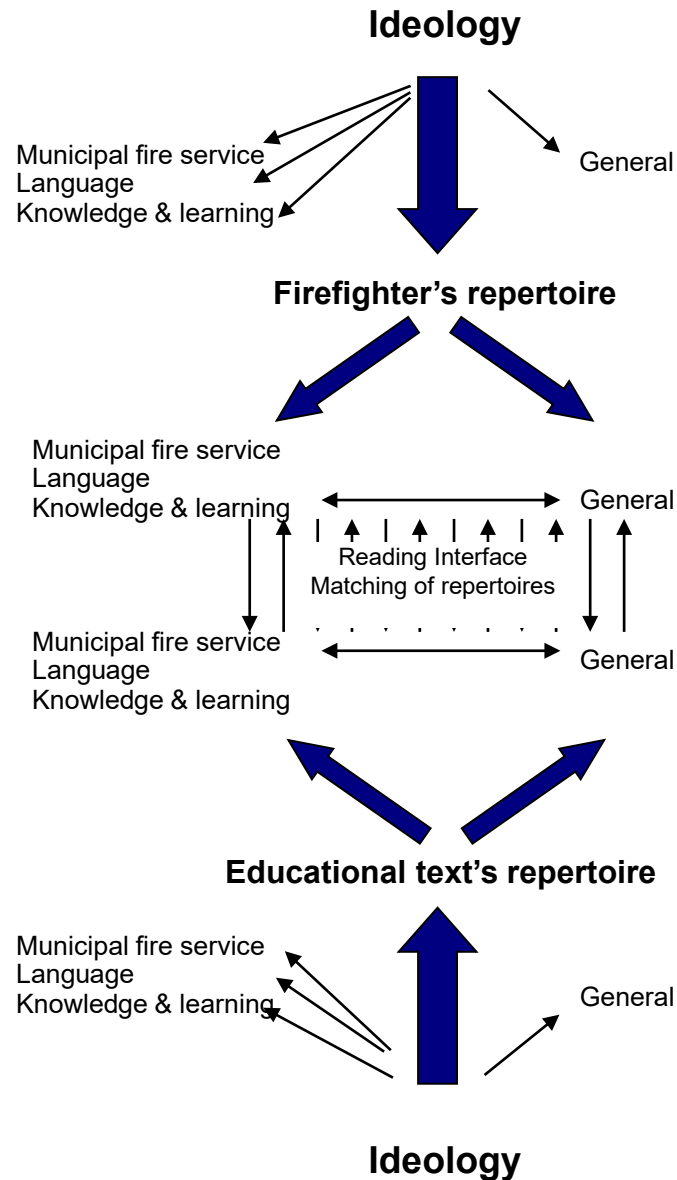 Ideology
Municipal fire service
Language
Knowledge & learning
General
Firefighter’s repertoire
Municipal fire service
Language
Knowledge & learning
General
Reading Interface
Matching of repertoires
Municipal fire service
Language
Knowledge & learning
General
Educational text’s repertoire
Municipal fire service
Language
Knowledge & learning
General
Ideology